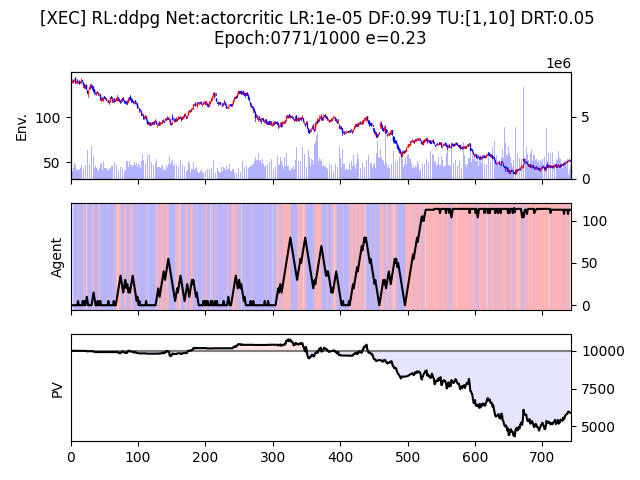 [XEC] RL:ddpg Net:actorcritic LR:1e-05 DF:0.99 TU:[1,10] DRT:0.05
Epoch:0771/1000 e=0.23
1e6
Env.
100
50
5
0
Agent
100
50
0
PV
10000
7500
5000
0 100 200 300 400 500 600 700